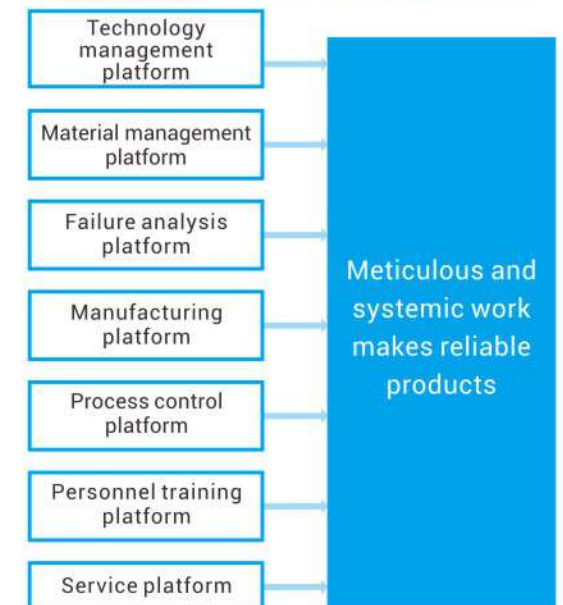 Technology
management
platform
Material management
platform
Failure analysis
platform
Manufacturing
platform
Process control
platform
Personnel training
platform
Service platform
Meticulous and
systemic work
makes reliable
products